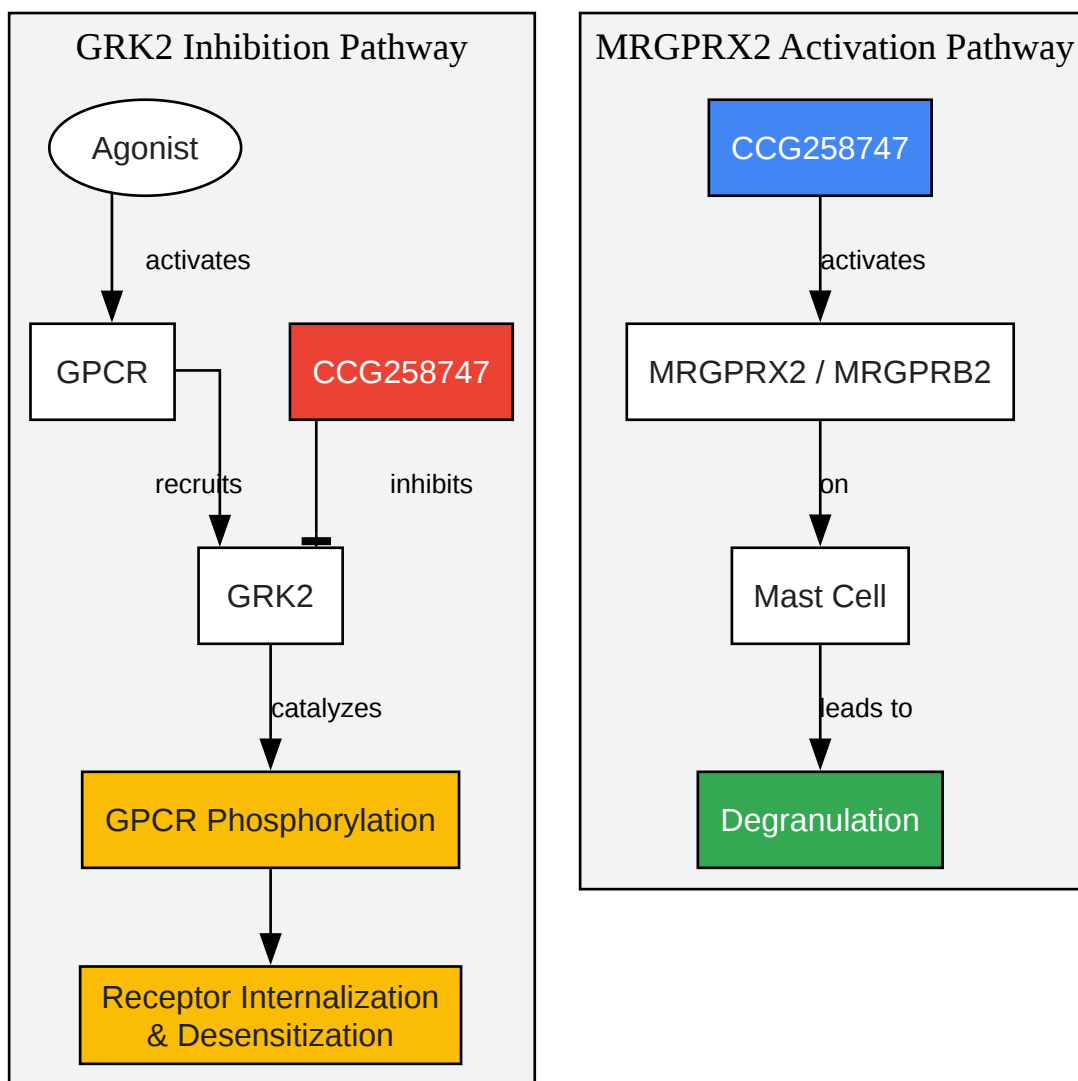 GRK2 Inhibition Pathway
Agonist
activates
GPCR
CCG258747
recruits
inhibits
GRK2
catalyzes
GPCR Phosphorylation
Receptor Internalization
& Desensitization
MRGPRX2 Activation Pathway
CCG258747
activates
MRGPRX2 / MRGPRB2
on
Mast Cell
leads to
Degranulation